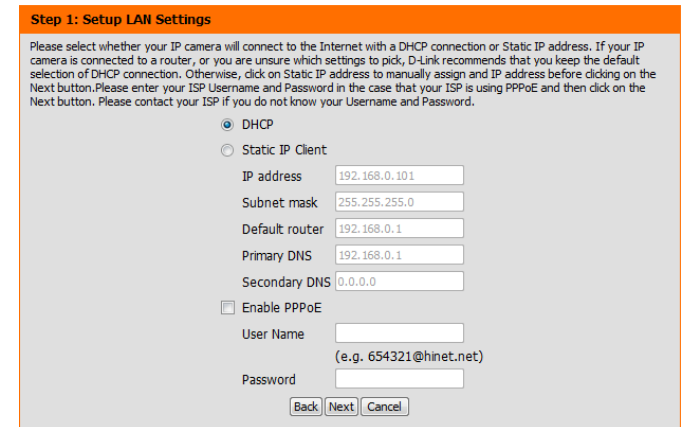 Step 1: Setup LAN Settings
Please select whether your IP camera will connect to the Internet with a DHCP connection or Static IP address. If your IP
camera is connected to a router, or you are unsure which settings to pick, D-Link recommends that you keep the default
selection of DHCP connection. Otherwise, click on Static IP address to manually assign and IP address before clicking on the
Next button.Please enter your ISP Username and Password in the case that your ISP is using PPPoE and then click on the
Next button. Please contact your ISP if you do not know your Username and Password.
DHCP
Static IP Client
IP address 192.168.0.101
Subnet mask 255.255.255.0
Default router 192.168.0.1
Primary DNS 192.168.0.1
Secondary DNS 0.0.0.0
Enable PPPoE
User Name
(e.g. 654321@hinet.net)
Password
Back Next Cancel